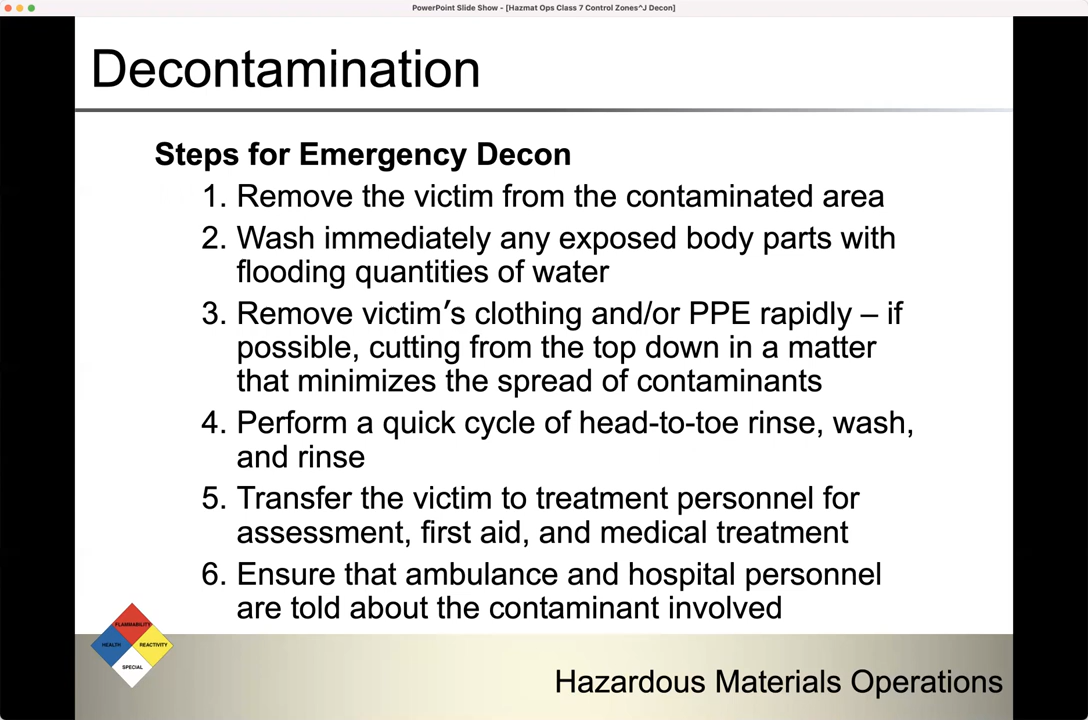 PowerPoint Slide Show - [Hazmat Ops Class 7 Control Zones^J Decon]
Decontamination
Steps for Emergency Decon
1. Remove the victim from the contaminated area
2. Wash immediately any exposed body parts with
flooding quantities of water
3. Remove victim’s clothing and/or PPE rapidly – if
possible, cutting from the top down in a matter
that minimizes the spread of contaminants
4. Perform a quick cycle of head-to-toe rinse, wash,
and rinse
5. Transfer the victim to treatment personnel for
assessment, first aid, and medical treatment
6. Ensure that ambulance and hospital personnel
are told about the contaminant involved
FLAMMABILITY
HEALTH
REACTIVITY
SPECIAL
Hazardous Materials Operations